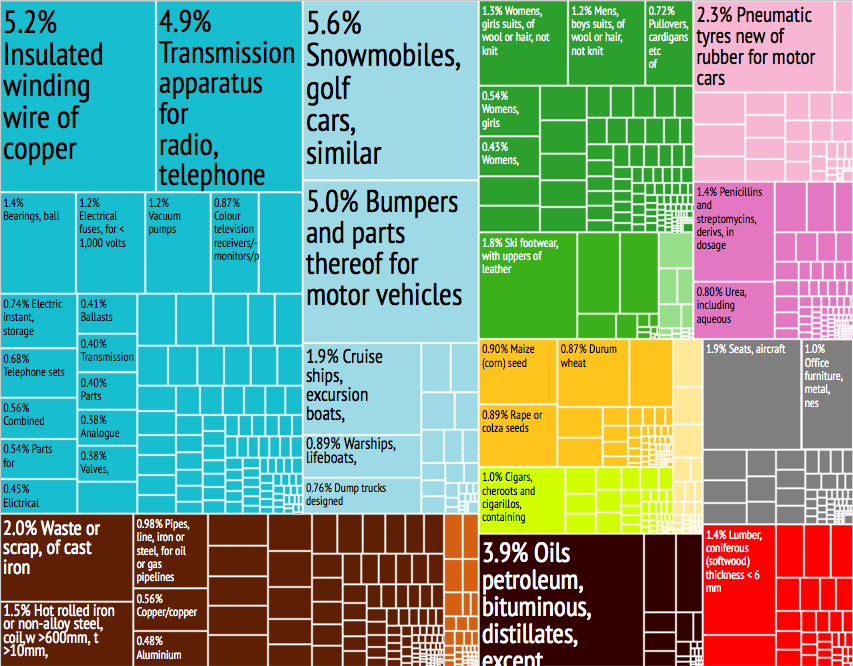 5.2%
Insulated
winding
wire of
copper
4.9%
Transmission
apparatus
for
radio,
telephone
1.4%
Bearings, ball
1.2%
Electrical
fuses, for <
1,000 volts
1.2%
Vacuum
pumps
0.87%
Colour
television
receivers/-
monitors/p
0.74% Electric
instant,
storage
0.68%
Telephone sets
0.56%
Combined
0.54% Parts
for
0.45%
Elictrical
0.41%
Ballasts
0.40%
Transmission
0.40%
Parts
0.38%
Analogue
0.38%
Valves,
5.6%
Snowmobiles,
golf
cars,
similar
5.0% Bumpers
and parts
thereof for
motor vehicles
1.9% Cruise
ships,
excursion
boats,
0.89% Warships,
lifeboats,
0.76% Dump trucks
designed
1.3% Womens,
girls suits, of
wool or hair, not
knit
1.2% Mens,
boys suits, of
wool or hair,
not knit
0.72%
Pullovers,
cardigans
etc
of
0.54%
Womens,
girls
0.43%
Womens,
1.8% Ski footwear,
with uppers of
leather
2.3% Pneumatic
tyres new of
rubber for motor
cars
1.4% Penicillins
and
streptomycins,
derivs, in
dosage
0.80% Urea,
including
aqueous
0.90% Maize
(corn) seed
0.87% Durum
wheat
0.89% Rape or
colza seeds
1.0% Cigars,
cheroots and
cigarillos,
containing
1.9% Seats, aircraft
1.0%
Office
furniture,
metal,
nes
2.0% Waste or
scrap, of cast
iron
1.5% Hot rolled iron
or non-alloy steel,
coil,w >600mm, t
>10mm,
0.98% Pipes,
line, iron or
steel, for oil
or gas
pipelines
0.56%
Copper/copper
0.48%
Aluminium
3.9% Oils
petroleum,
bituminous,
distillates,
except
1.4% Lumber,
coniferous
(softwood)
thickness < 6
mm